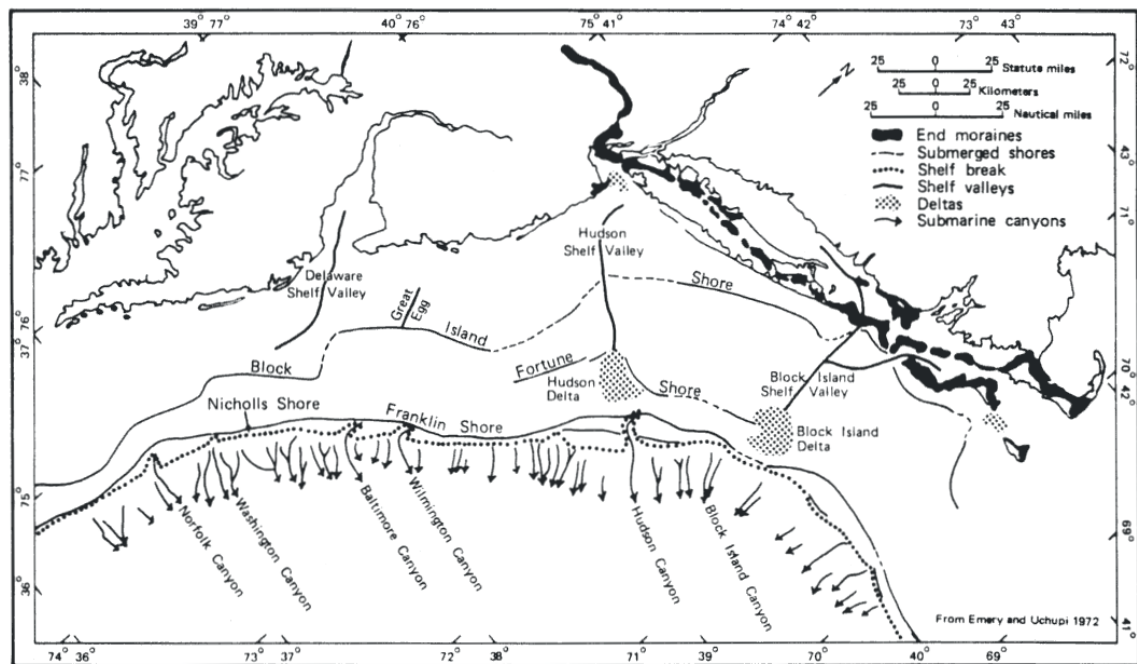 39° 77
40° 76
75° 41
74° 42
73° 43
72°
38
N
25 0 25 Statute miles
25 0 25 Kilometers
25 0 25 Nautical miles
End moraines
Submerged shores
Shelf break
Shelf valleys
Deltas
Submarine canyons
77°
43°
71°
Hudson
Shelf Valley
Delaware
Shelf Valley
Great
Egg
Shore
Island
76°
37°
Block
Fortune
Hudson
Delta
Shore
Block Island
Shelf Valley
70°
42°
Nicholls Shore
Franklin Shore
Block Island
Delta
75°
69°
Norfolk Canyon
Washington Canyon
Baltimore Canyon
Wilmington Canyon
Hudson Canyon
Block Island Canyon
36°
From Emery and Uchupi 1972
41°
74° 36
73° 37
72° 38
71° 39
70° 40
69°